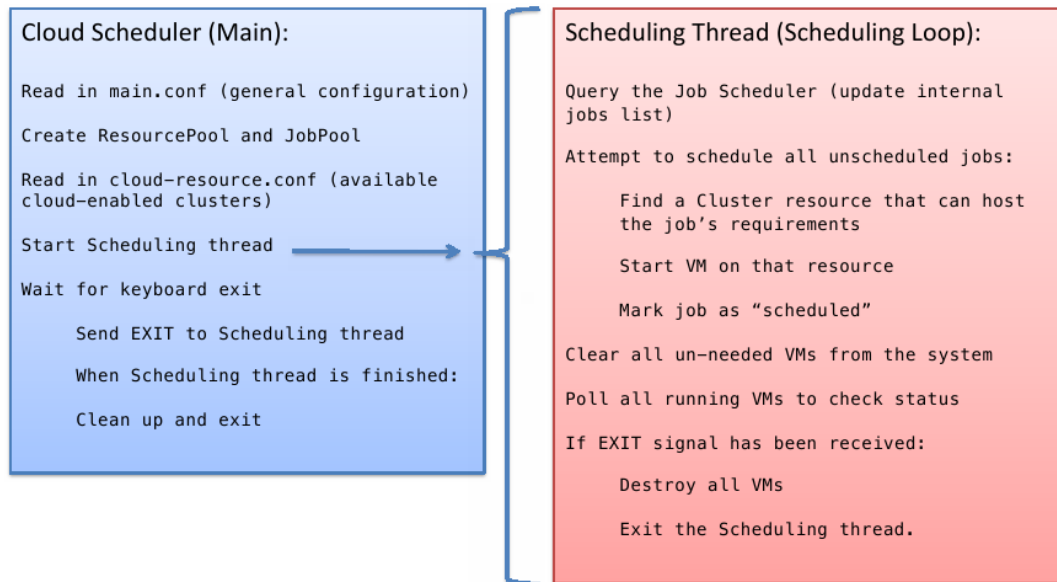 Cloud Scheduler (Main):
Read in main.conf (general configuration)
Create ResourcePool and JobPool
Read in cloud-resource.conf (available
cloud-enabled clusters)
Start Scheduling thread
Wait for keyboard exit
Send EXIT to Scheduling thread
When Scheduling thread is finished:
Clean up and exit
Scheduling Thread (Scheduling Loop):
Query the Job Scheduler (update internal
jobs list)
Attempt to schedule all unscheduled jobs:
Find a Cluster resource that can host
the job’s requirements
Start VM on that resource
Mark job as “scheduled”
Clear all un-needed VMs from the system
Poll all running VMs to check status
If EXIT signal has been received:
Destroy all VMs
Exit the Scheduling thread.